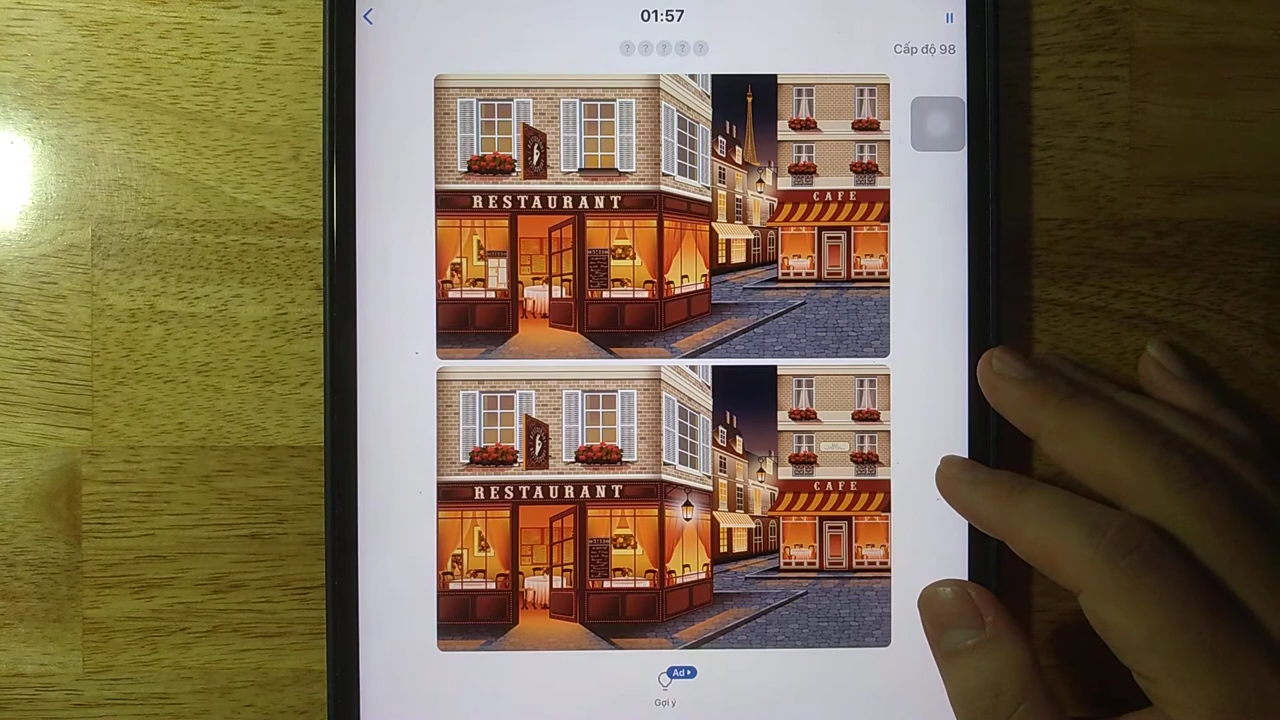 01:57
? ? ? ? ?
Cấp độ 98
RESTAURANT
CAFE
RESTAURANT
CAFE
Ad
Gợi ý